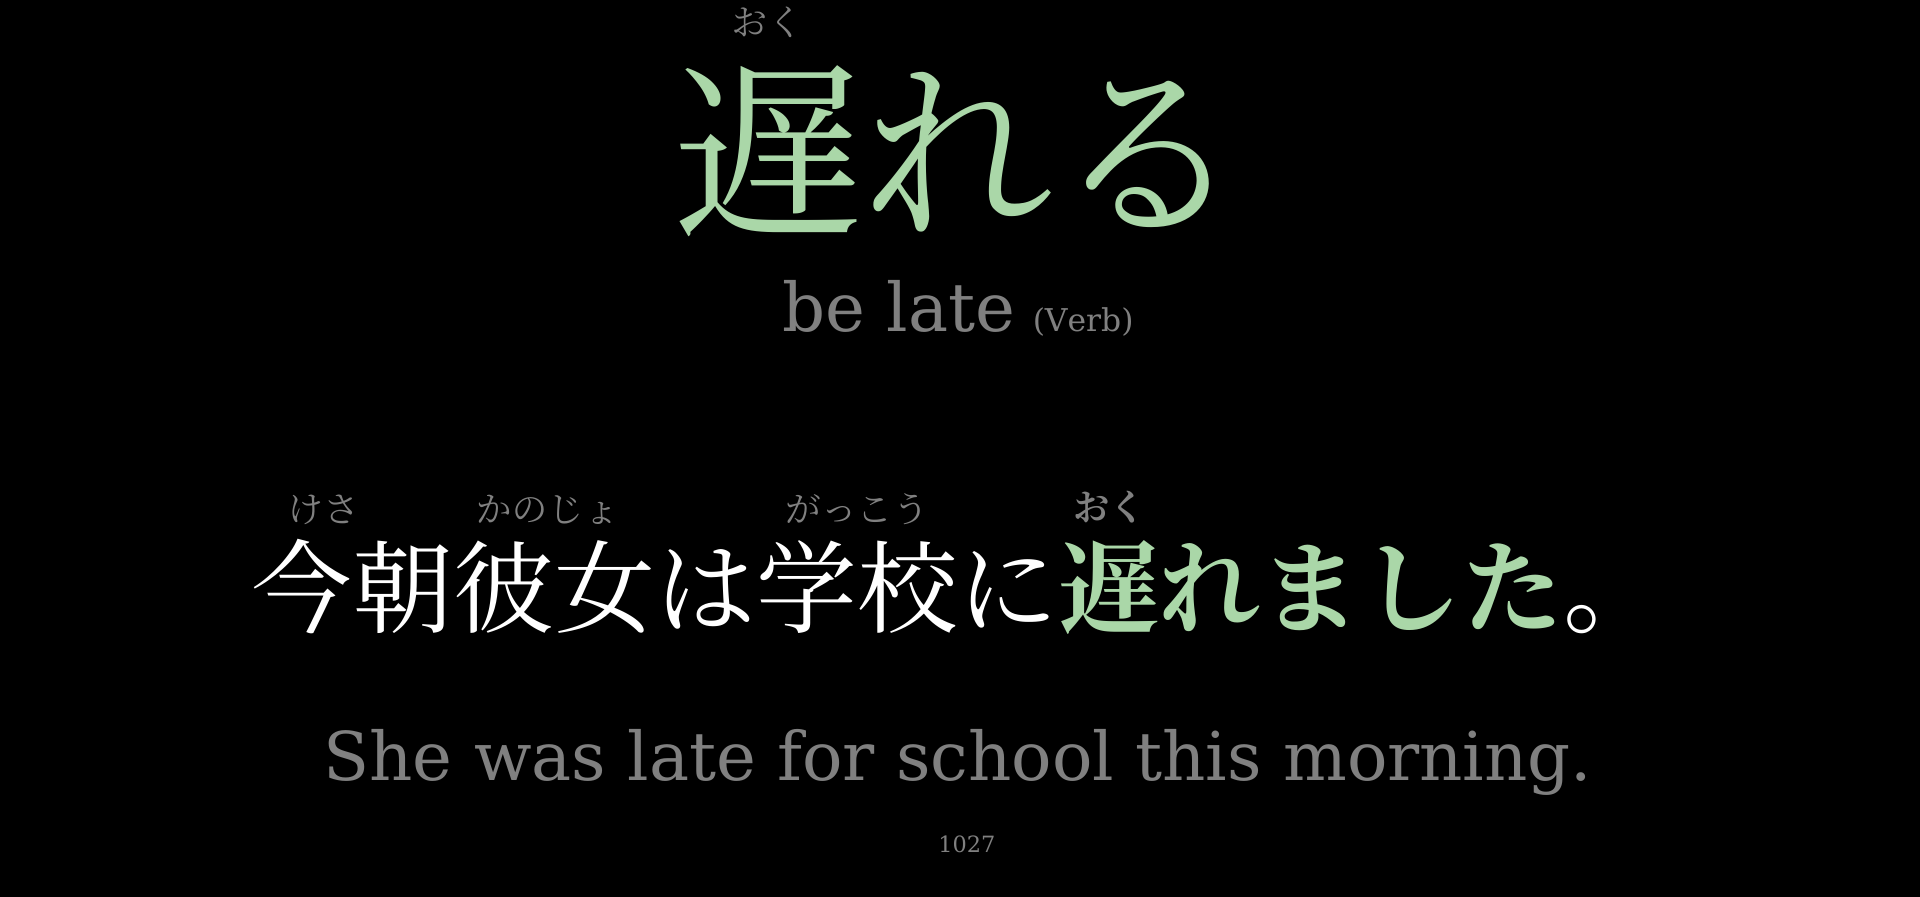 おく
遅れる
be late (Verb)
けさ かのじょ がっこう おく
今朝彼女は学校に遅れました。
She was late for school this morning.
1027